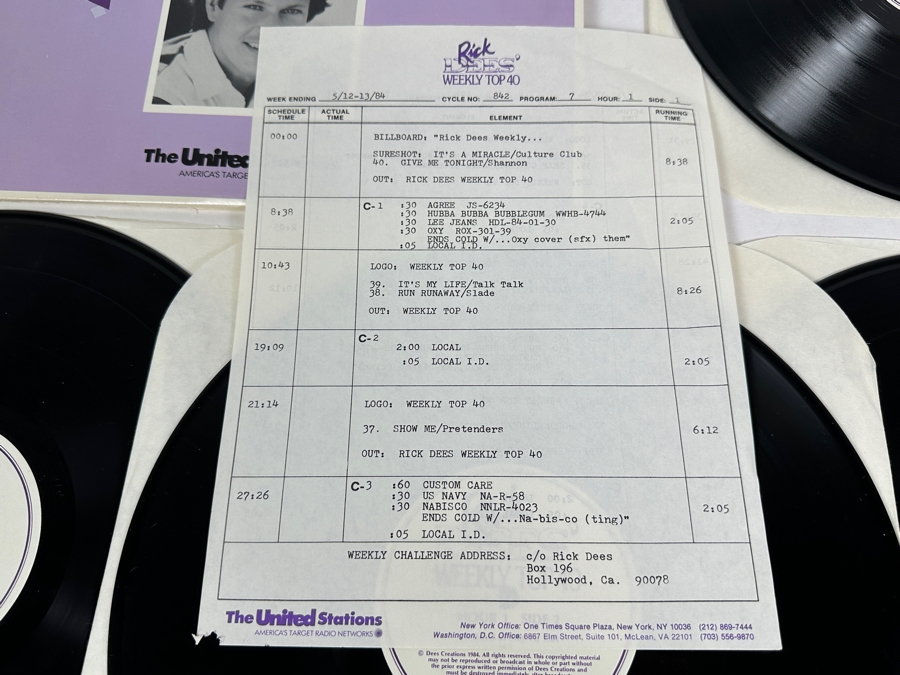 Rick
DEES'
WEEKLY TOP 40
WEEK ENDING 5/12-13/84 CYCLE NO: 842 PROGRAM: 7 HOUR: 1 SIDE: 1
SCHEDULE TIME ACTUAL TIME ELEMENT RUNNING TIME
00:00 BILLBOARD: "Rick Dees Weekly...
SURESHOT: IT'S A MIRACLE/Culture Club
40. GIVE ME TONIGHT/Shannon 8:38
OUT: RICK DEES WEEKLY TOP 40
8:38 C-1 :30 AGREE JS-6234
:30 HUBBA BUBBA BUBBLEGUM WWHB-4744
:30 LEE JEANS HDL-84-01-30 2:05
:30 OXY ROX-301-39
ENDS COLD W/...Oxy cover (sfx) them"
:05 LOCAL I.D.
10:43 LOGO: WEEKLY TOP 40
39. IT'S MY LIFE/Talk Talk
38. RUN RUNAWAY/Slade 8:26
OUT: WEEKLY TOP 40
C-2
19:09 2:00 LOCAL
:05 LOCAL I.D. 2:05
21:14 LOGO: WEEKLY TOP 40
37. SHOW ME/Pretenders 6:12
OUT: RICK DEES WEEKLY TOP 40
C-3 :60 CUSTOM CARE
27:26 :30 US NAVY NA-R-58
:30 NABISCO NNLR-4023 2:05
ENDS COLD W/...Na-bis-co (ting)"
:05 LOCAL I.D.
WEEKLY CHALLENGE ADDRESS: c/o Rick Dees
Box 196
Hollywood, Ca. 90078
The United Stations
AMERICA'S TARGET RADIO NETWORKS
New York Office: One Times Square Plaza, New York, NY 10036 (212) 869-7444
Washington, D.C. Office: 6867 Elm Street, Suite 101, McLean, VA 22101 (703) 556-9870
The United
AMERICA'S TARGE
© Dees Creations 1984. All rights reserved. This copyrighted material
may not be reproduced or broadcast in whole or part without
the prior express written permission of Dees Creations and
must be destroyed immediately after broadcast